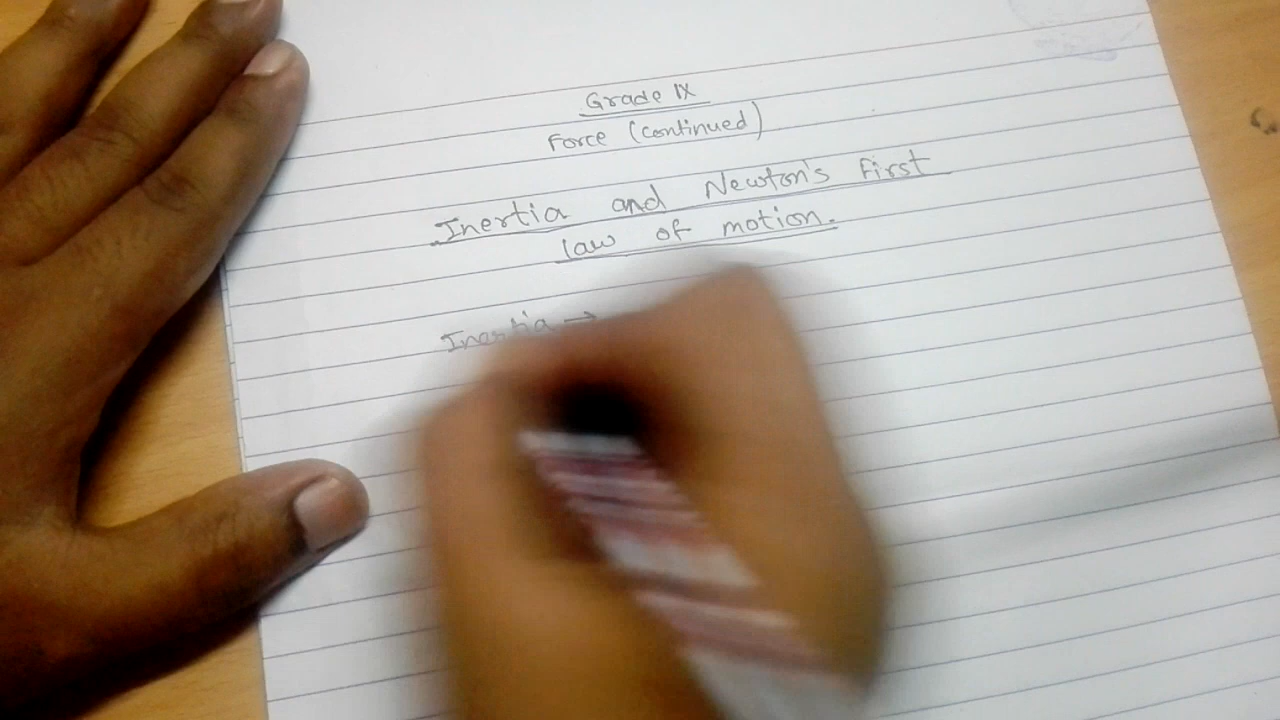 Grade IX
Force (Continued)
Inertia and Newton's first
law of motion.
Inertia →